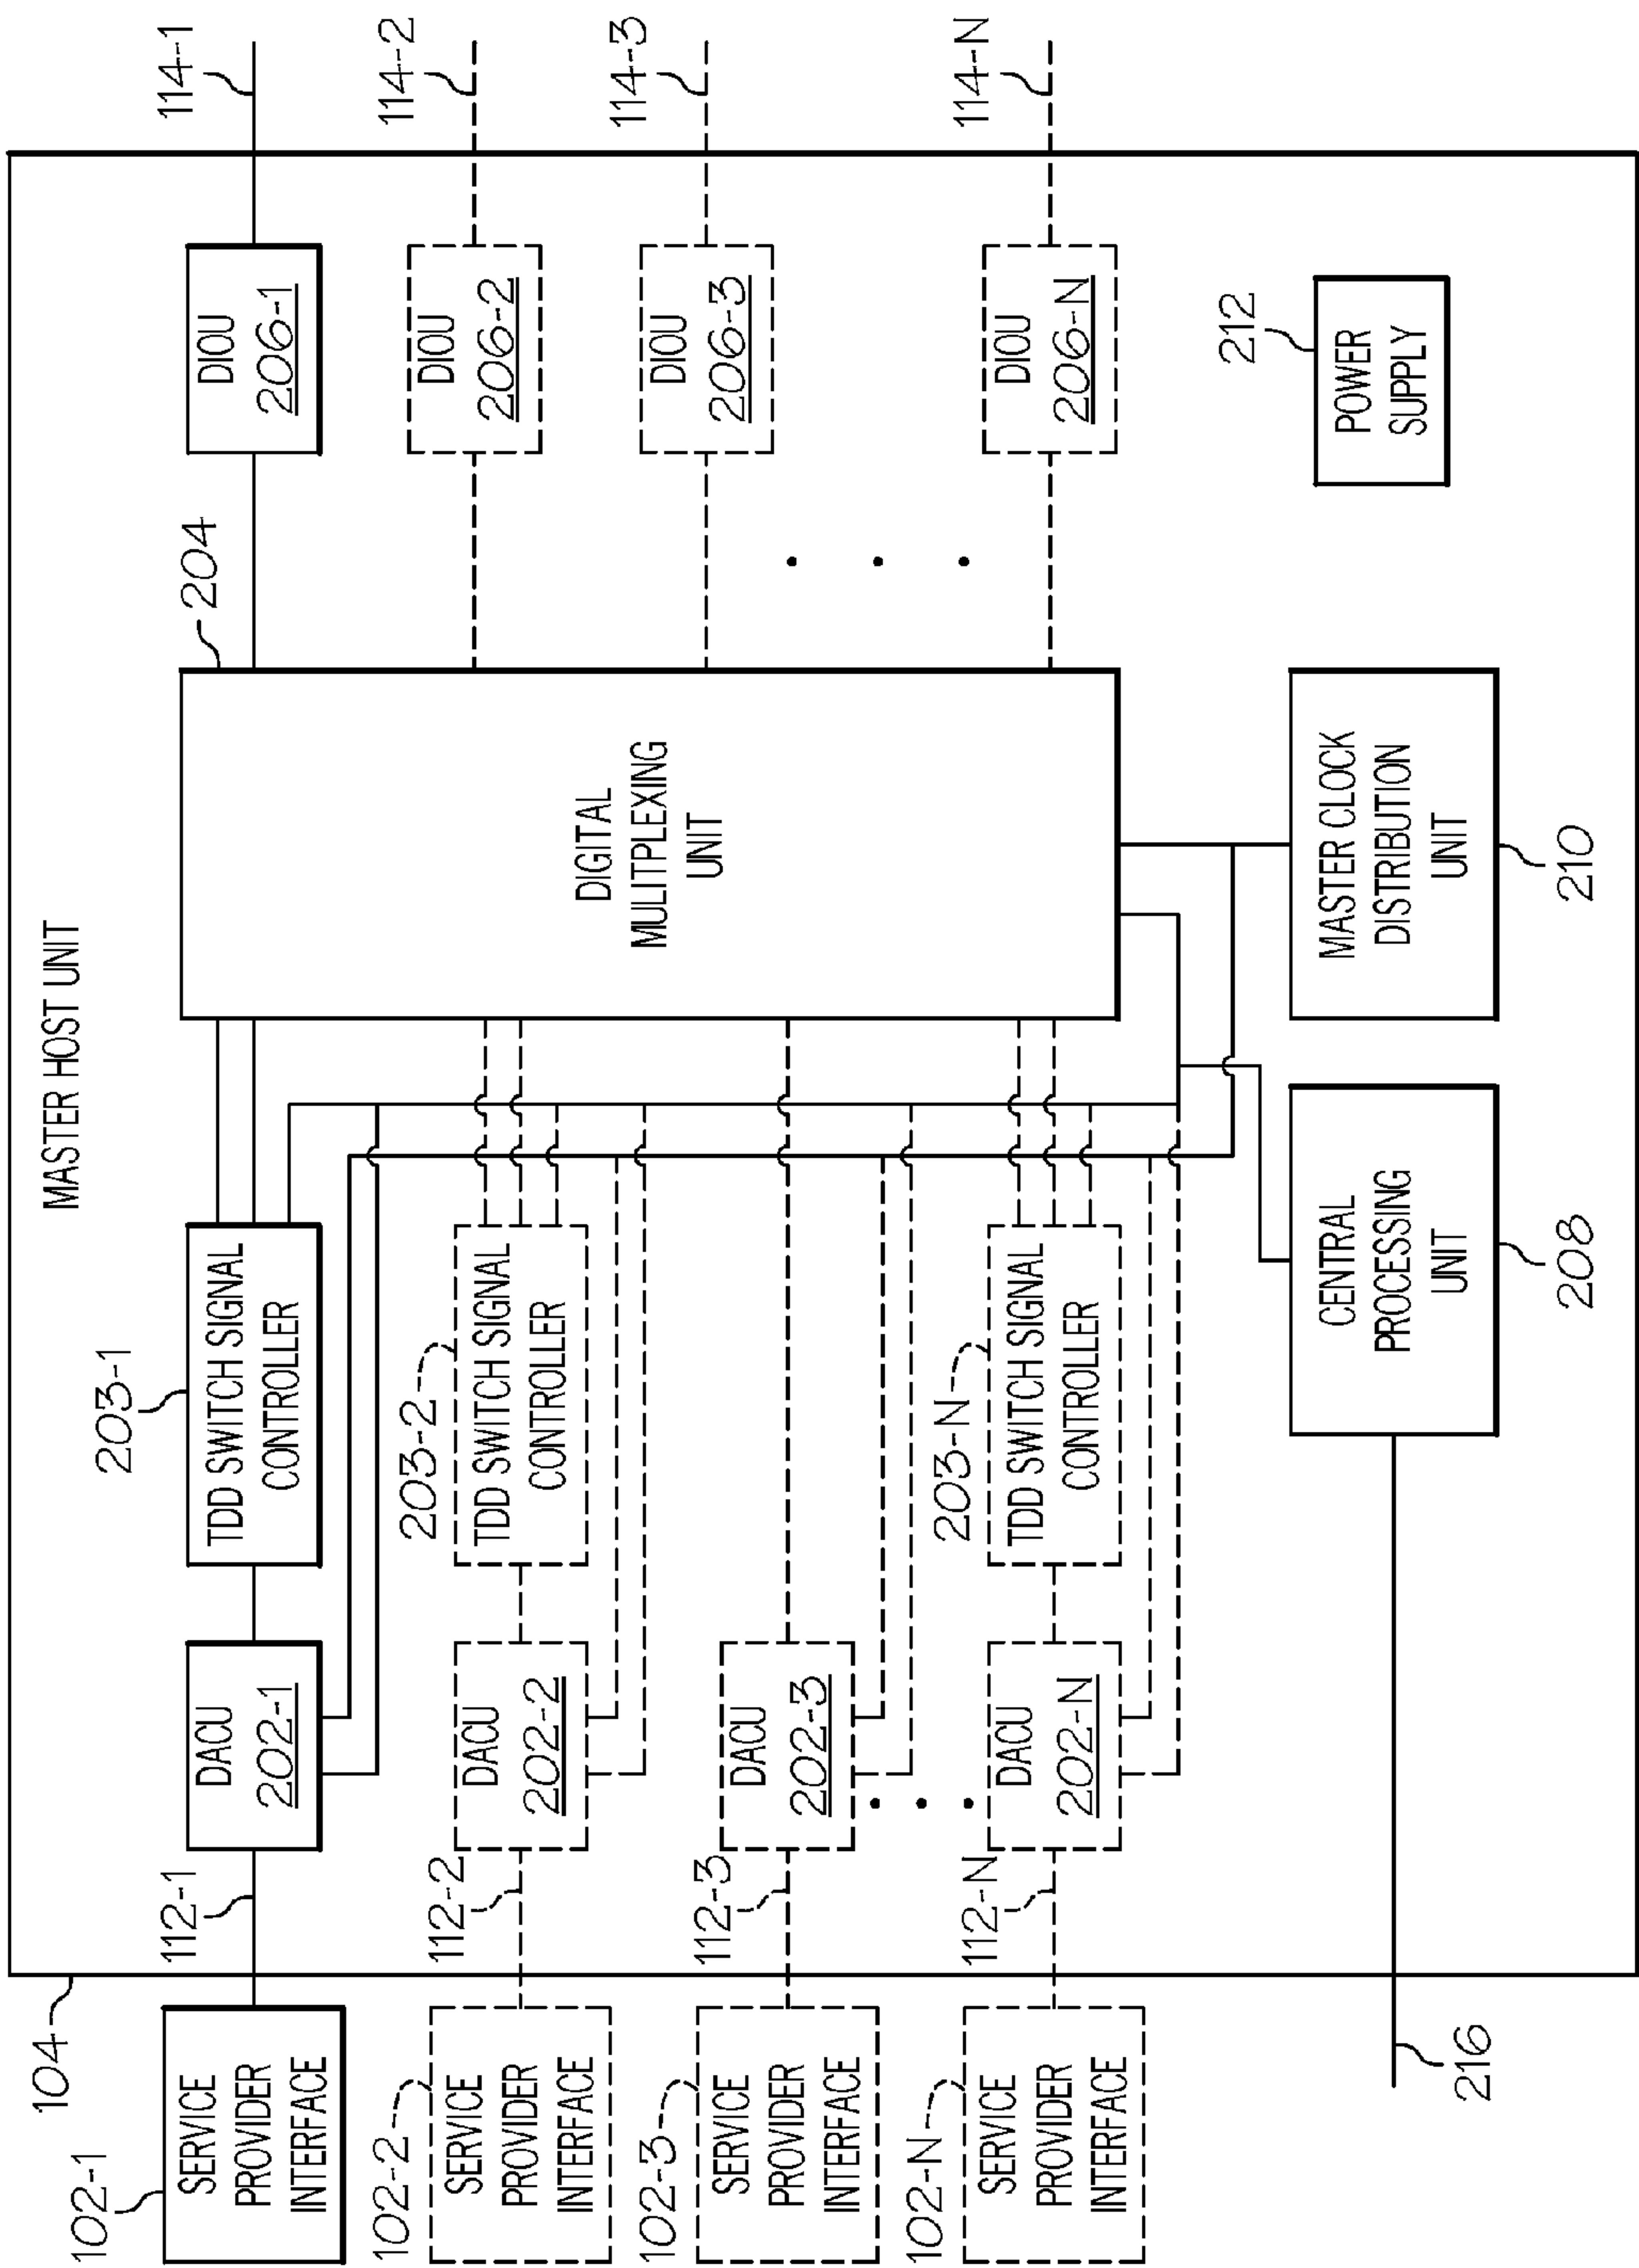 MASTER HOST UNIT
104
102-1
SERVICE
PROVIDER
INTERFACE
112-1
DACU
202-1
203-1
TDD SWITCH SIGNAL
CONTROLLER
204
DIGITAL
MULITPLEXING
UNIT
DIOU
206-1
114-1
102-2
SERVICE
PROVIDER
INTERFACE
112-2
DACU
202-2
203-2
TDD SWITCH SIGNAL
CONTROLLER
DIOU
206-2
114-2
102-3
SERVICE
PROVIDER
INTERFACE
112-3
DACU
202-3
DIOU
206-3
114-3
102-N
SERVICE
PROVIDER
INTERFACE
112-N
DACU
202-N
203-N
TDD SWITCH SIGNAL
CONTROLLER
DIOU
206-N
114-N
216
CENTRAL
PROCESSING
UNIT
208
MASTER CLOCK
DISTRIBUTION
UNIT
210
212
POWER
SUPPLY